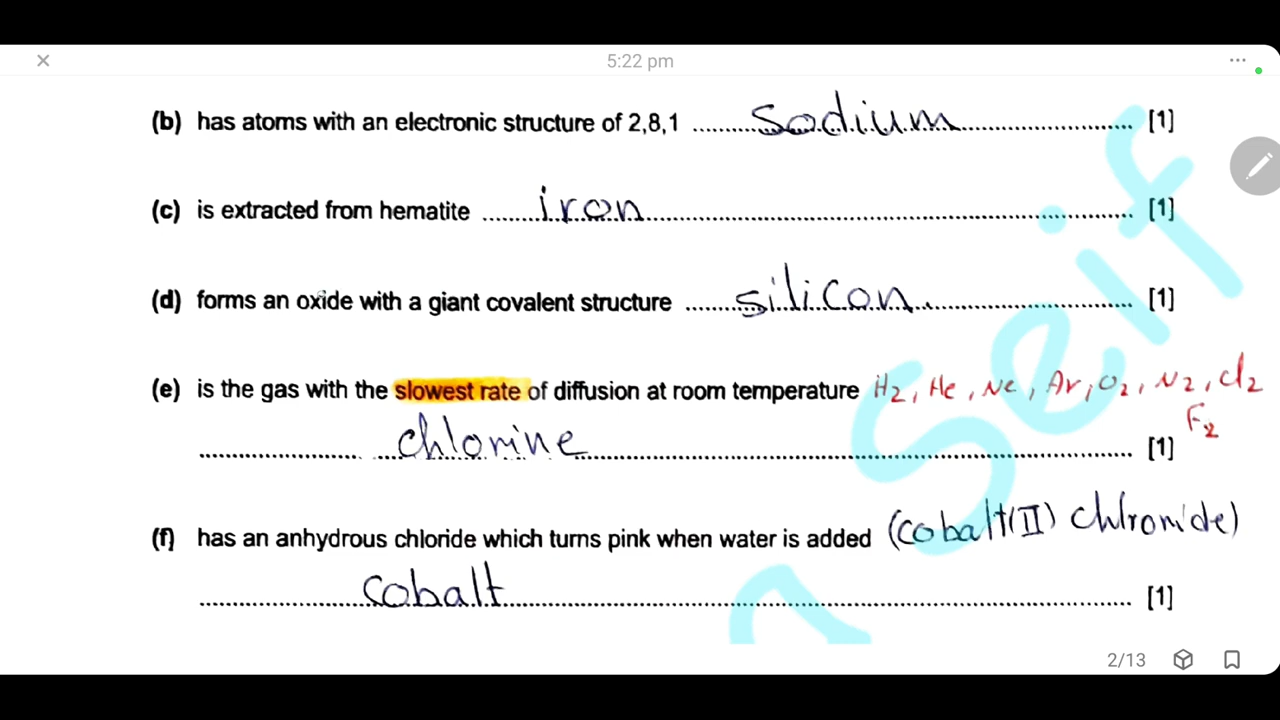 5:22 pm
(b) has atoms with an electronic structure of 2,8,1 ............ sodium ............ [1]
(c) is extracted from hematite ............ iron ............ [1]
(d) forms an oxide with a giant covalent structure ............ silicon. ............ [1]
(e) is the gas with the slowest rate of diffusion at room temperature H2, He, Ne, Ar, O2, N2, Cl2
F2
............ chlorine ............ [1]
(f) has an anhydrous chloride which turns pink when water is added (cobalt(II) chlromide)
............ cobalt ............ [1]
Seif
2/13